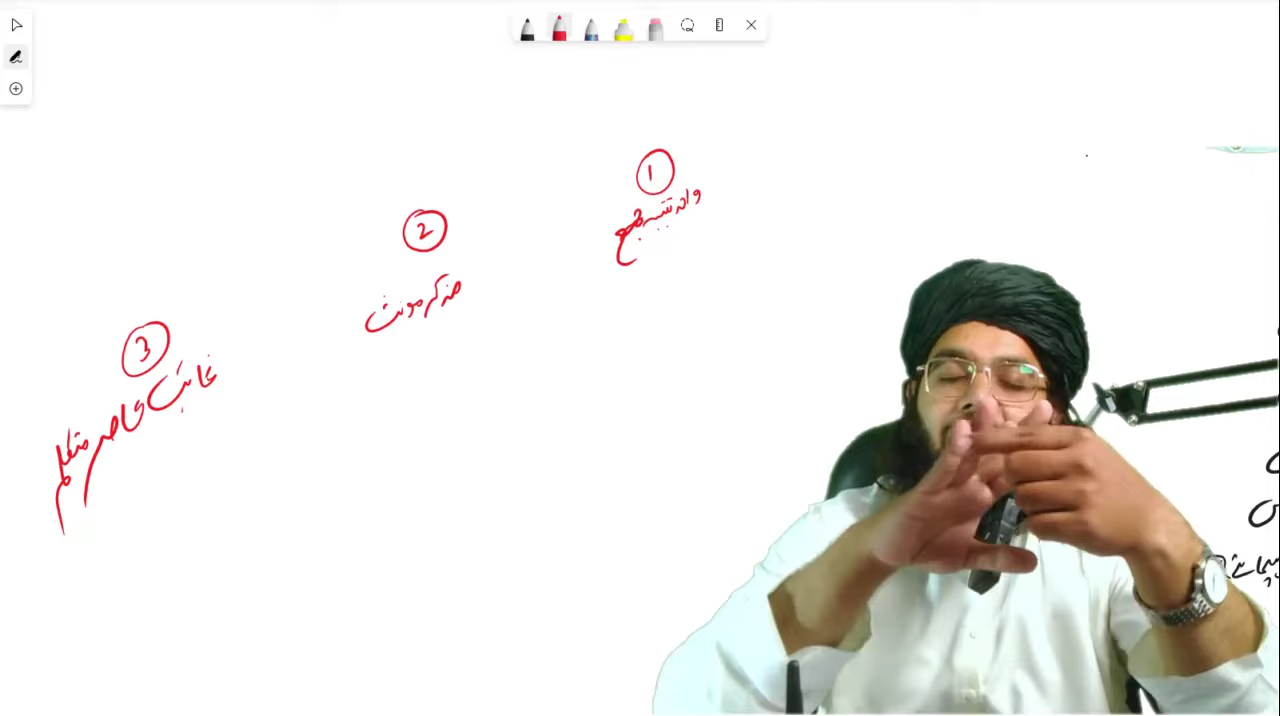 1
واحد تثنیہ جمع
2
مذکر مونث
3
غائب حاضر متکلم